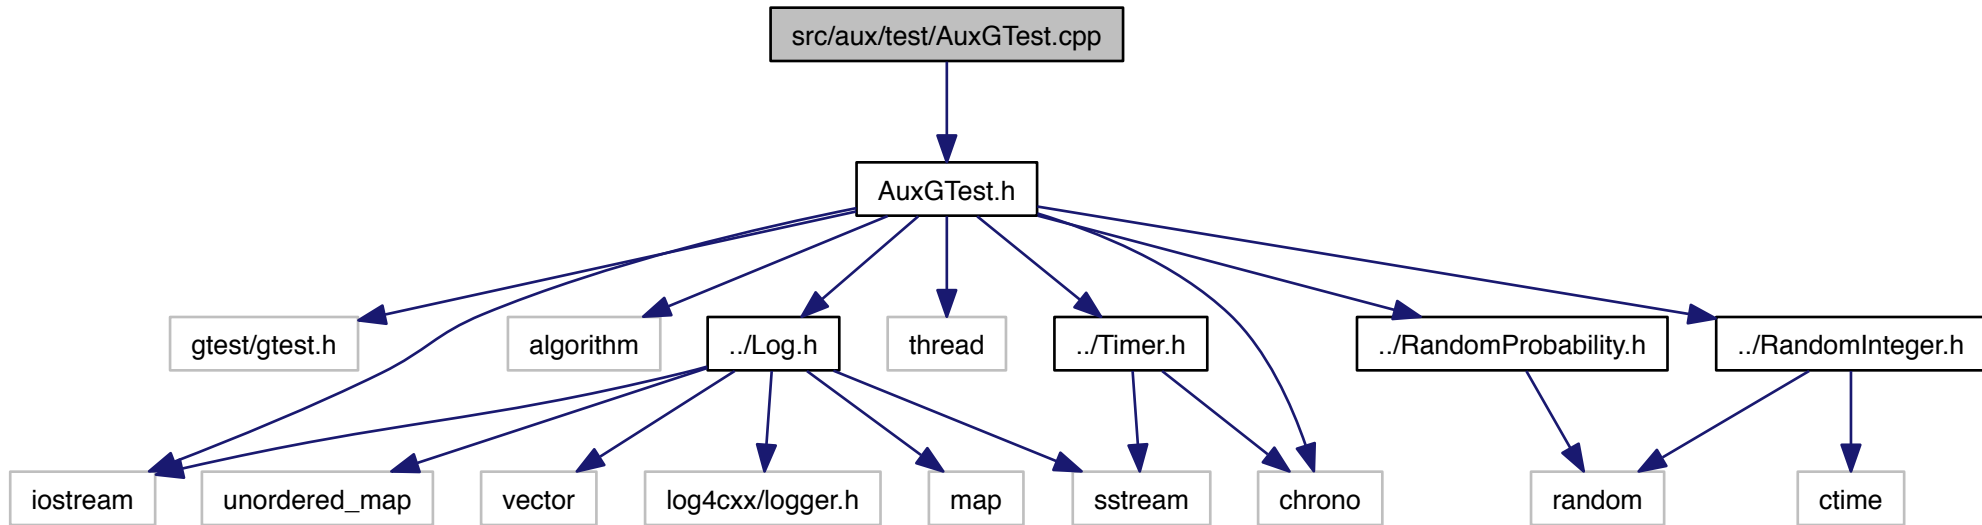 src/aux/test/AuxGTest.cpp
AuxGTest.h
gtest/gtest.h
algorithm
../Log.h
thread
../Timer.h
../RandomProbability.h
../RandomInteger.h
iostream
unordered_map
vector
log4cxx/logger.h
map
sstream
chrono
random
ctime